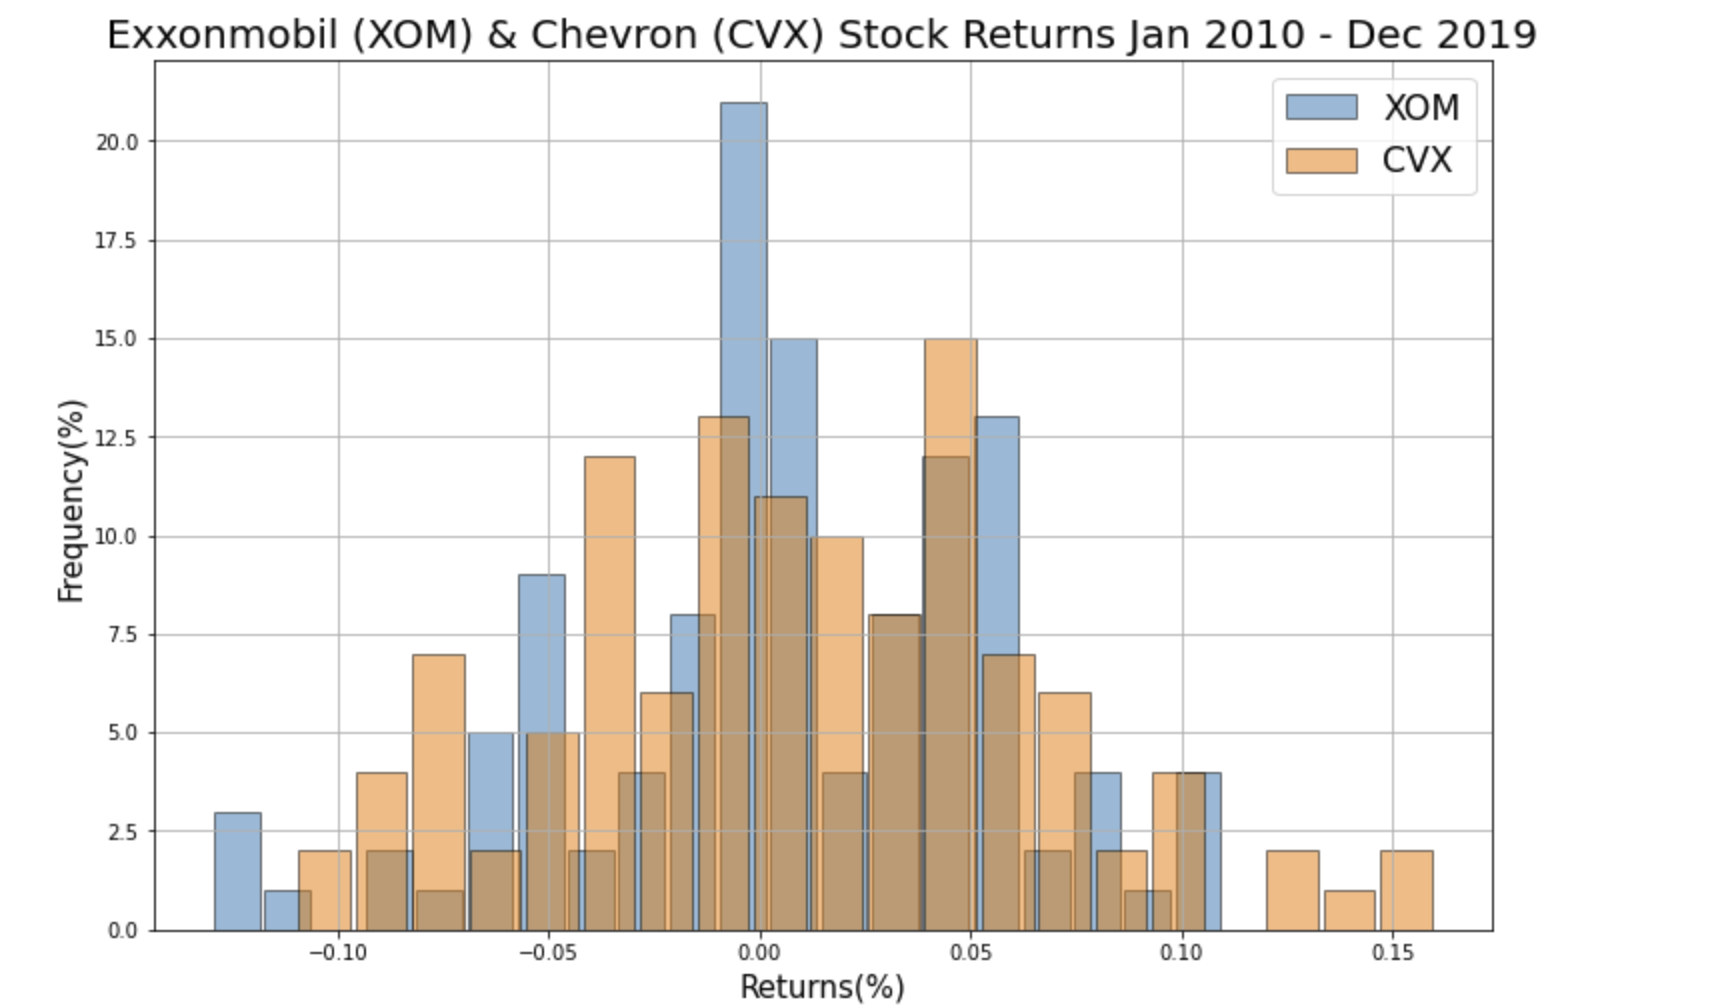 Exxonmobil (XOM) & Chevron (CVX) Stock Returns Jan 2010 - Dec 2019
XOM
CVX
20.0
17.5
15.0
12.5
10.0
7.5
5.0
2.5
0.0
Frequency(%)
−0.10 −0.05 0.00 0.05 0.10 0.15
Returns(%)